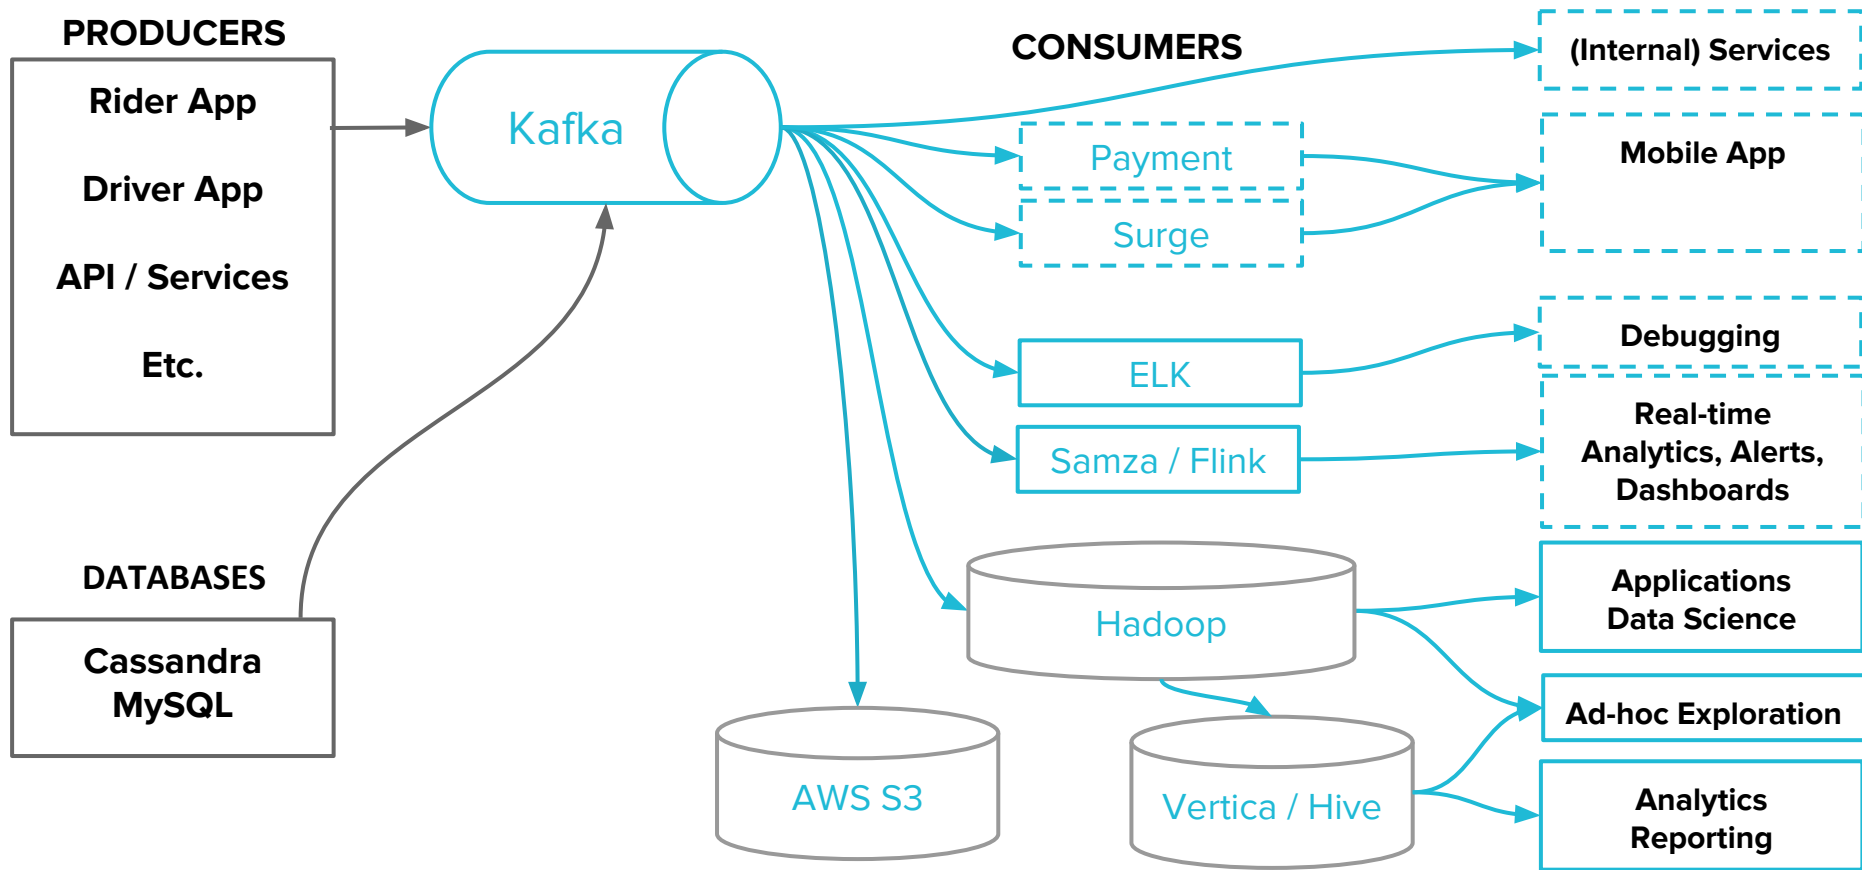 PRODUCERS
Rider App
Driver App
API / Services
Etc.
DATABASES
Cassandra
MySQL
Kafka
CONSUMERS
Payment
Surge
ELK
Samza / Flink
Hadoop
AWS S3
Vertica / Hive
(Internal) Services
Mobile App
Debugging
Real-time
Analytics, Alerts,
Dashboards
Applications
Data Science
Ad-hoc Exploration
Analytics
Reporting